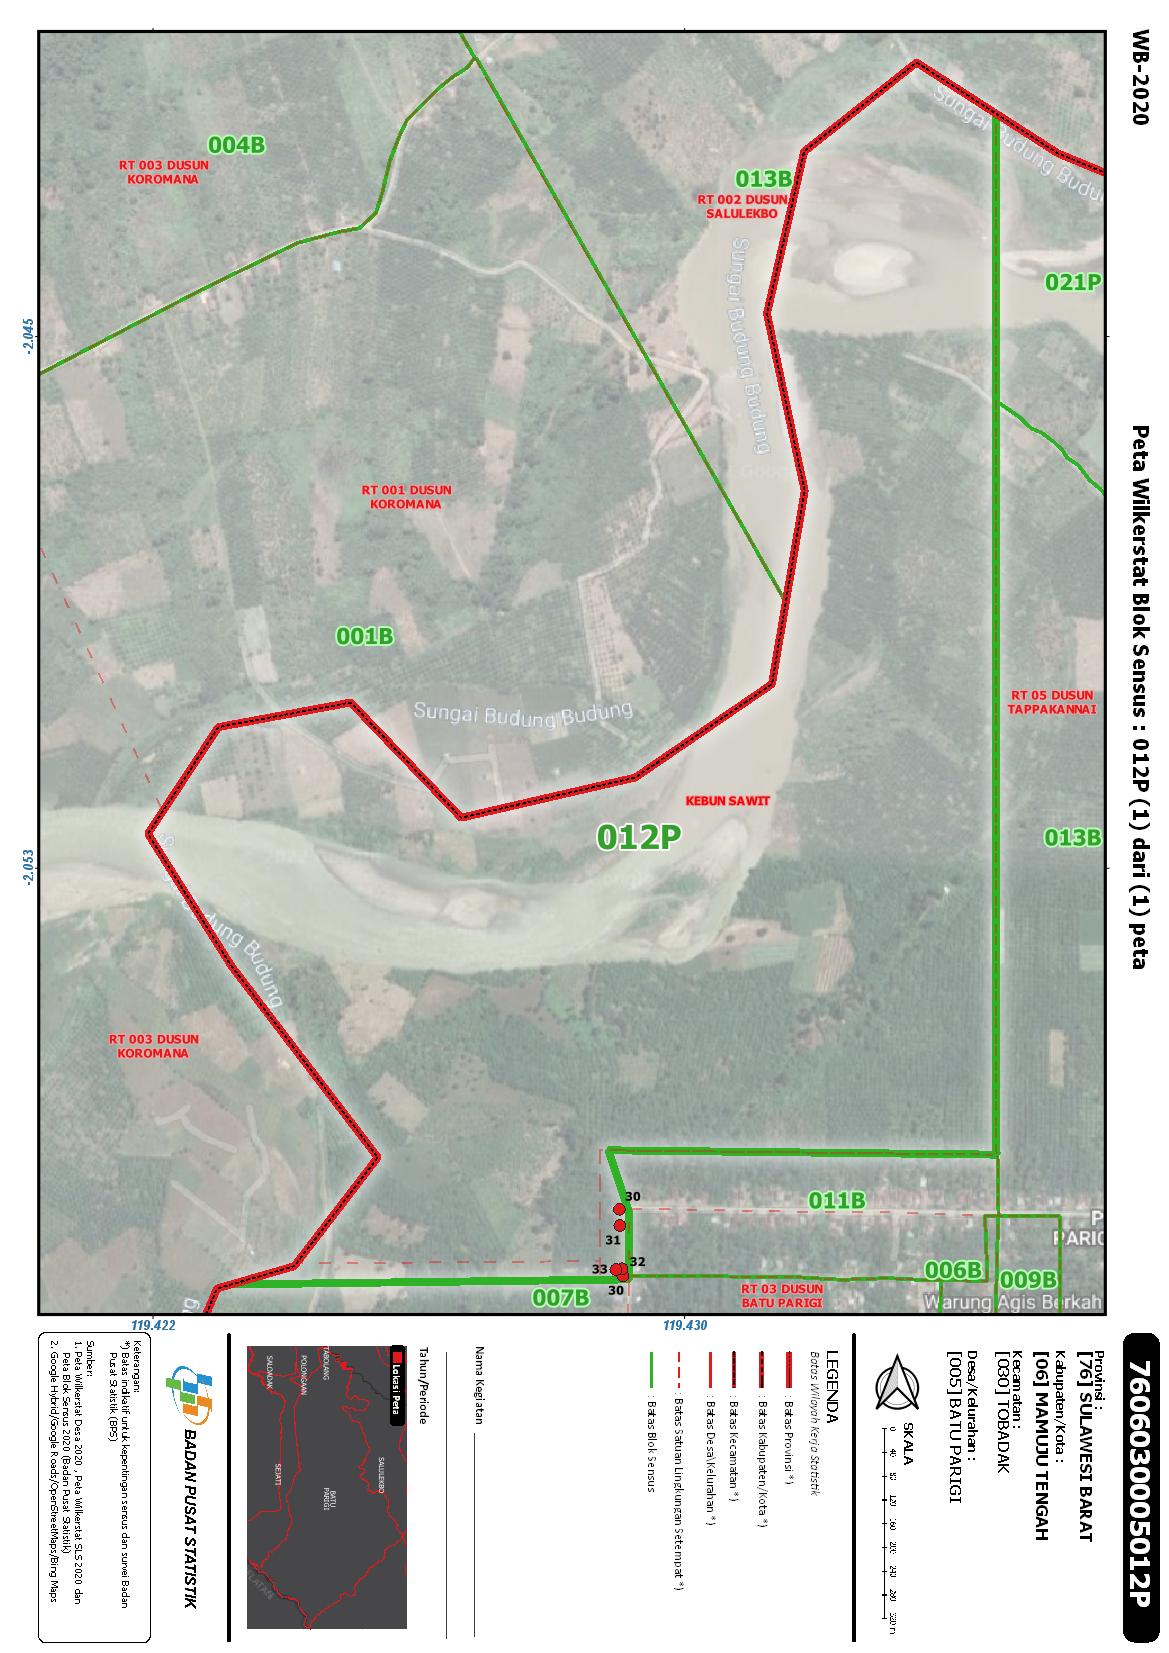 WB-2020
Peta Wilkerstat Blok Sensus : 012P (1) dari (1) peta
004B
RT 003 DUSUN
KOROMANA
013B
RT 002 DUSUN
SALULEKBO
Sungai Budung Budung
Sungai Budung Budung
021P
-2.045
RT 001 DUSUN
KOROMANA
001B
Sungai Budung Budung
RT 05 DUSUN
TAPPAKANNAI
KEBUN SAWIT
012P
013B
-2.053
Budung
RT 003 DUSUN
KOROMANA
30
31
011B
32
33
30
006B
009B
007B
RT 03 DUSUN
BATU PARIGI
Warung Agis Berkah
119.422
119.430
7606030005012P
Provinsi :
[76] SULAWESI BARAT
Kabupaten/Kota :
[06] MAMUJU TENGAH
Kecamatan :
[030] TOBADAK
Desa/Kelurahan :
[005] BATU PARIGI
SKALA
0 40 80 120 160 200 240 280 320 m
LEGENDA
Batas Wilayah Kerja Statistik
: Batas Provinsi *)
: Batas Kabupaten/Kota *)
: Batas Kecamatan *)
: Batas Desa\Kelurahan *)
: Batas Satuan Lingkungan Setempat *)
: Batas Blok Sensus
Nama Kegiatan
Tahun/Periode
Lokasi Peta
TABOLANG
POLONGAAN
SALOADAK
SALULEKBO
BATU
PARIGI
SEJATI
BADAN PUSAT STATISTIK
Keterangan:
*) Batas indikatif untuk kepentingan sensus dan survei Badan
Pusat Statistik (BPS)
Sumber:
1. Peta Wilkerstat Desa 2020 , Peta Wilkerstat SLS 2020 dan
Peta Blok Sensus 2020 (Badan Pusat Statistik)
2. Google Hybrid/Google Roads/OpenStreetMaps/Bing Maps